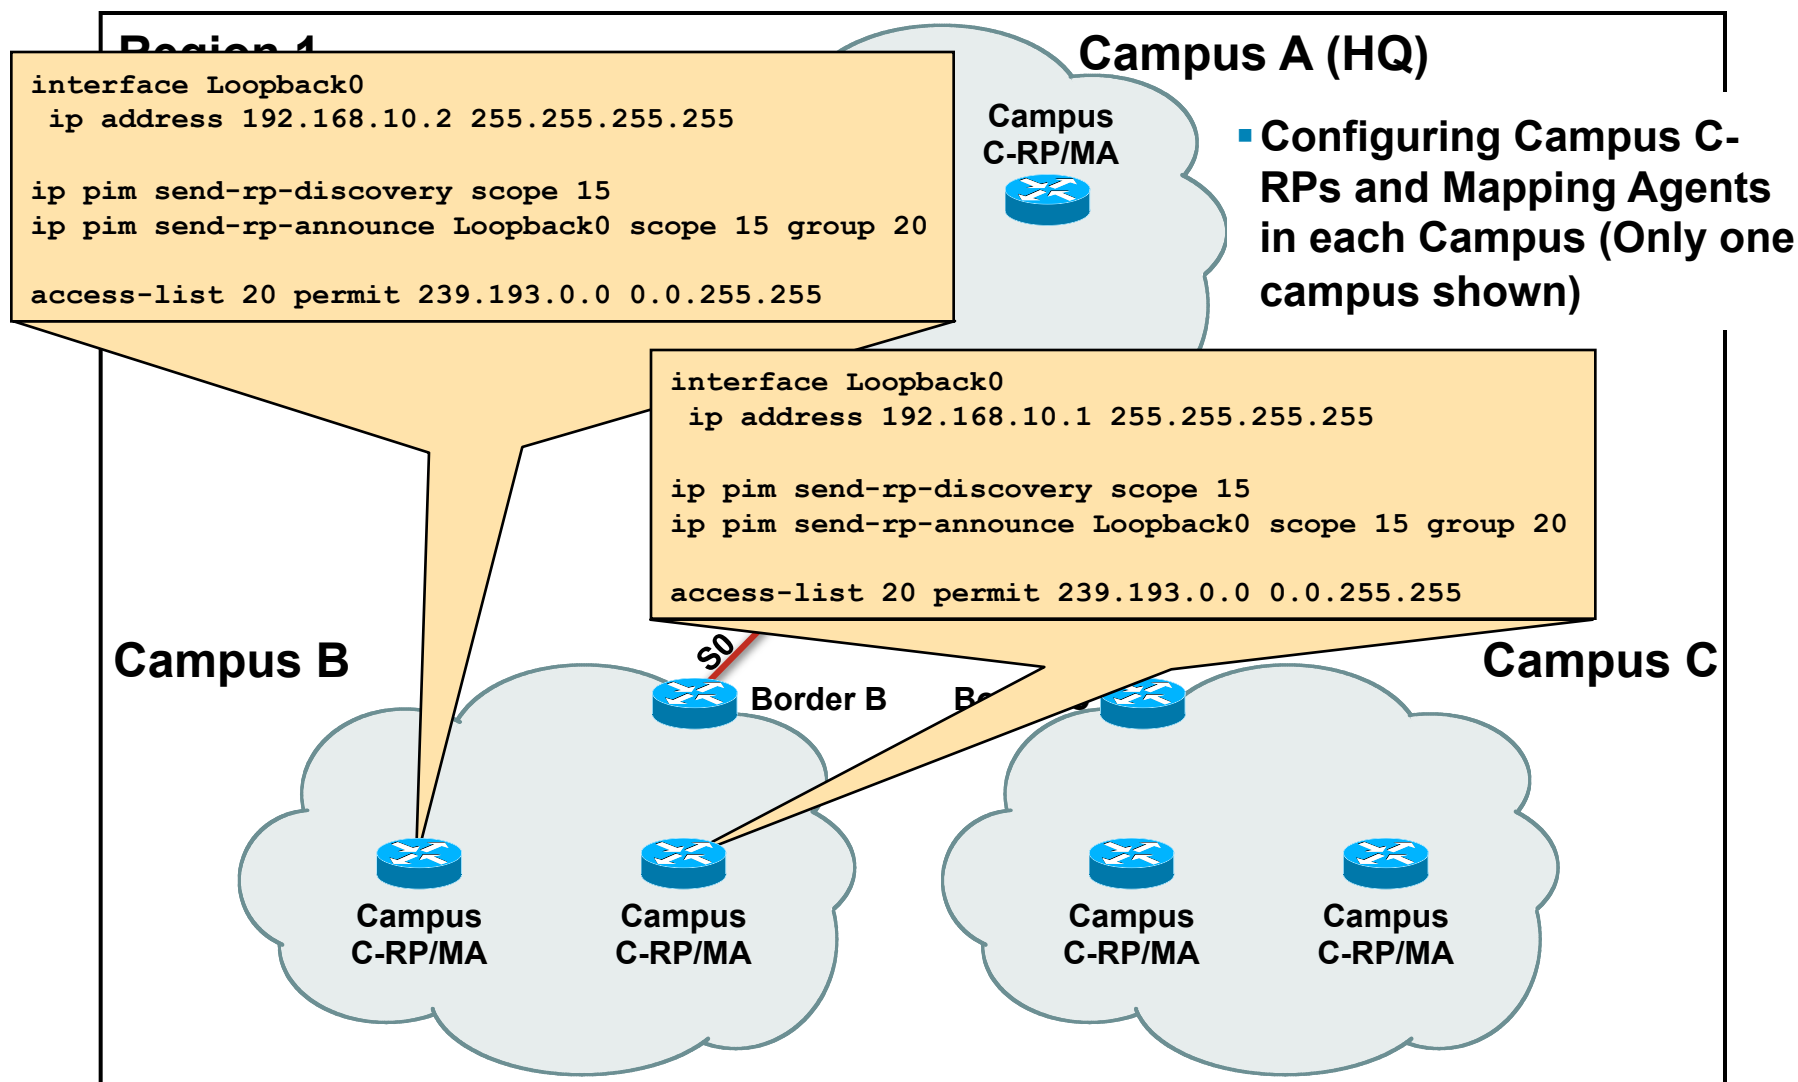 Region 1
Campus A (HQ)
interface Loopback0
 ip address 192.168.10.2 255.255.255.255
ip pim send-rp-discovery scope 15
ip pim send-rp-announce Loopback0 scope 15 group 20
access-list 20 permit 239.193.0.0 0.0.255.255
Campus
C-RP/MA
Configuring Campus C-
RPs and Mapping Agents
in each Campus (Only one
campus shown)
interface Loopback0
 ip address 192.168.10.1 255.255.255.255
ip pim send-rp-discovery scope 15
ip pim send-rp-announce Loopback0 scope 15 group 20
access-list 20 permit 239.193.0.0 0.0.255.255
Campus B
S0
Campus C
Border B
Campus
C-RP/MA
Campus
C-RP/MA
Campus
C-RP/MA
Campus
C-RP/MA